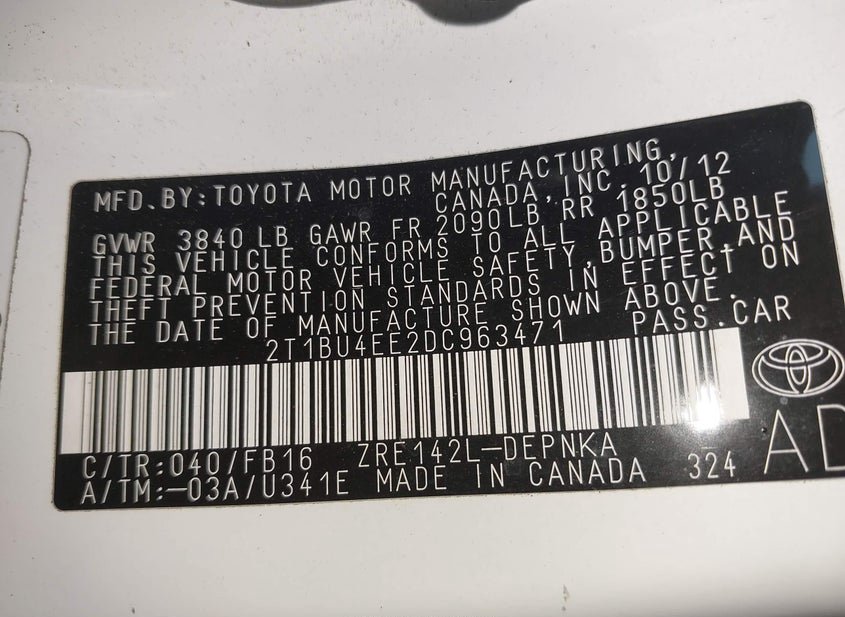 MFD.BY:TOYOTA MOTOR MANUFACTURING,
CANADA,INC. 10/12
GVWR 3840 LB GAWR FR 2090LB RR 1850LB
THIS VEHICLE CONFORMS TO ALL APPLICABLE
FEDERAL MOTOR VEHICLE SAFETY,BUMPER,AND
THEFT PREVENTION STANDARDS IN EFFECT ON
THE DATE OF MANUFACTURE SHOWN ABOVE.
2T1BU4EE2DC963471 PASS.CAR
C/TR:040/FB16 ZRE142L-DEPNKA
A/TM:-03A/U341E MADE IN CANADA 324
AD